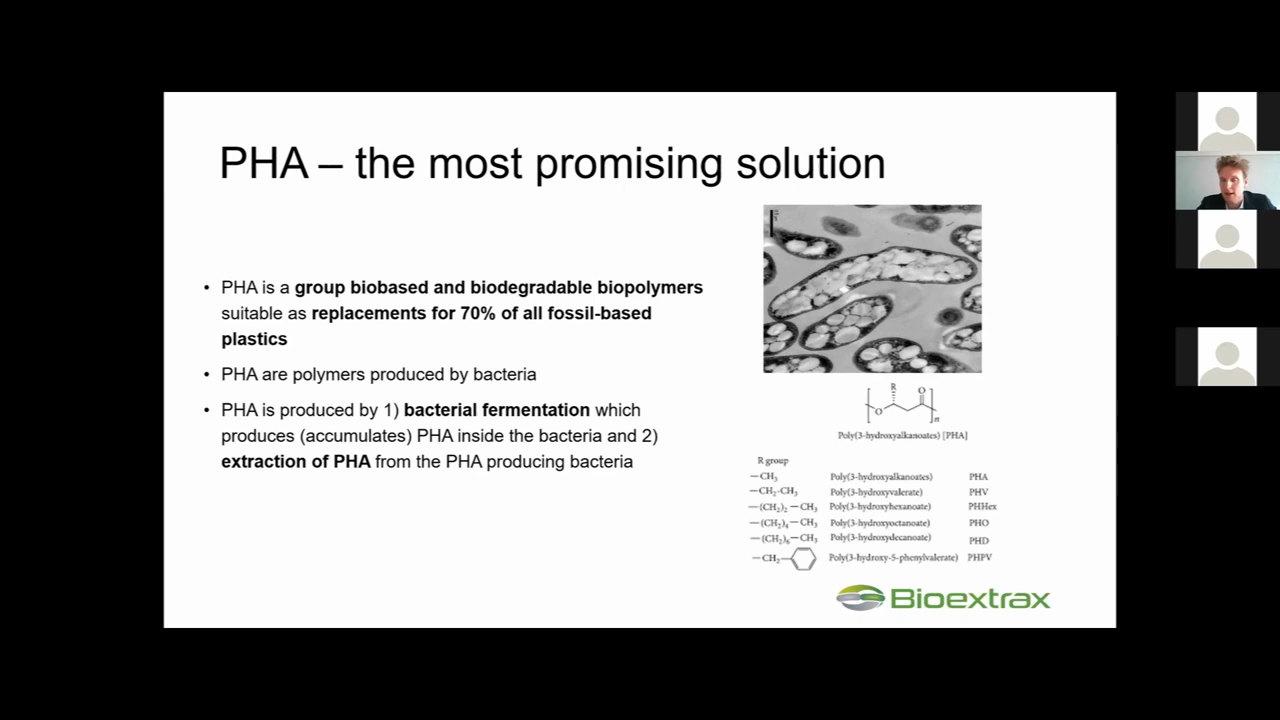 PHA – the most promising solution
• PHA is a group biobased and biodegradable biopolymers
suitable as replacements for 70% of all fossil-based
plastics
• PHA are polymers produced by bacteria
• PHA is produced by 1) bacterial fermentation which
produces (accumulates) PHA inside the bacteria and 2)
extraction of PHA from the PHA producing bacteria
R
O
O
n
Poly(3-hydroxyalkanoates) [PHA]
R group
—CH₃ Poly(3-hydroxyalkanoates) PHA
—CH₂-CH₃ Poly(3-hydroxyvalerate) PHV
—(CH₂)₂—CH₃ Poly(3-hydroxyhexanoate) PHHex
—(CH₂)₄—CH₃ Poly(3-hydroxyoctanoate) PHO
—(CH₂)₆—CH₃ Poly(3-hydroxydecanoate) PHD
—CH₂— Poly(3-hydroxy-5-phenylvalerate) PHPV
Bioextrax